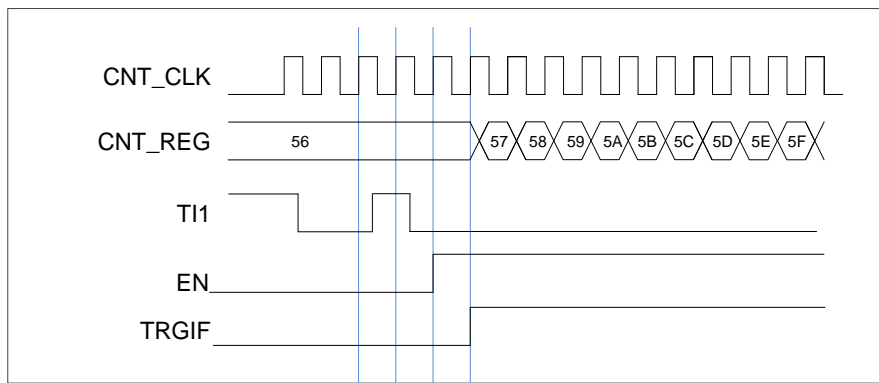 CNT_CLK
CNT_REG 56 57 58 59 5A 5B 5C 5D 5E 5F
TI1
EN
TRGIF